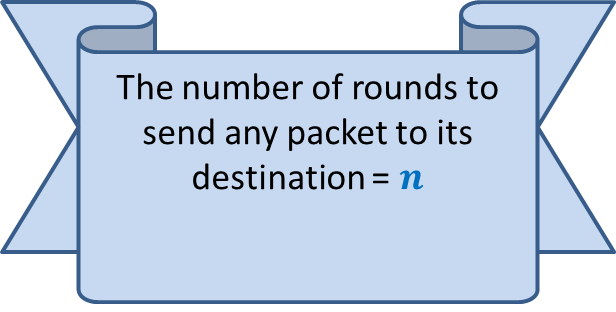 The number of rounds to
send any packet to its
destination = n